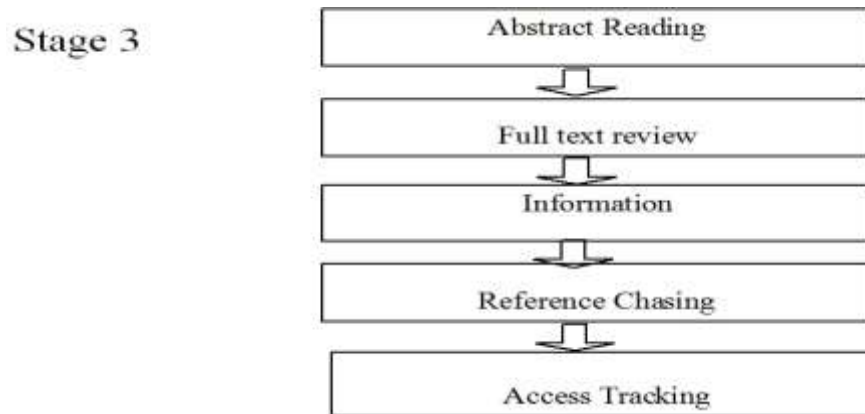 Stage 3
Abstract Reading
Full text review
Information
Reference Chasing
Access Tracking